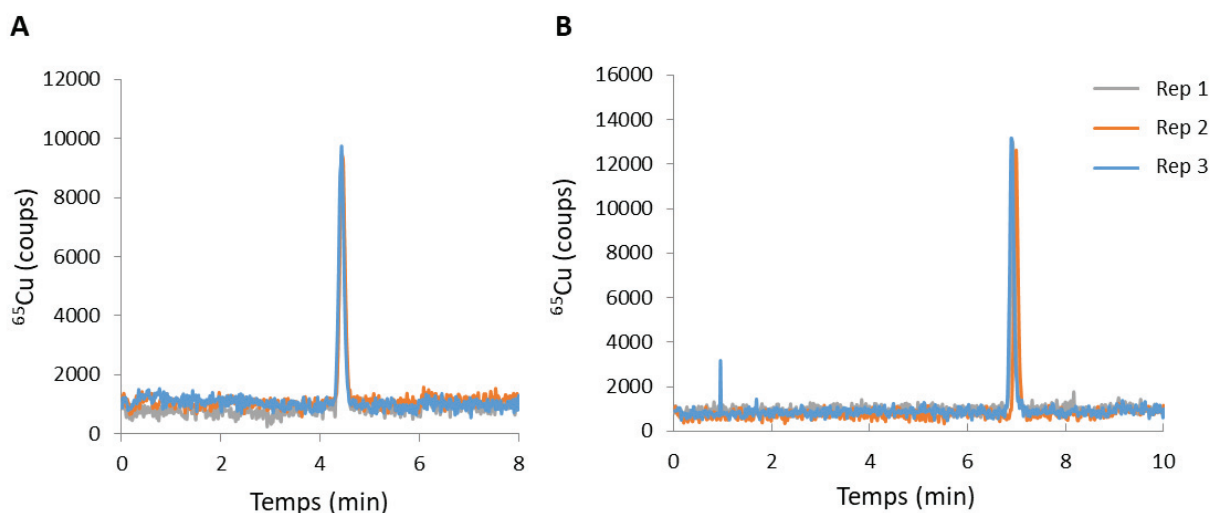 A
12000
10000
8000
6000
4000
2000
0
⁶⁵Cu (coups)
0 2 4 6 8
Temps (min)
B
16000
14000
12000
10000
8000
6000
4000
2000
0
⁶⁵Cu (coups)
0 2 4 6 8 10
Temps (min)
Rep 1
Rep 2
Rep 3